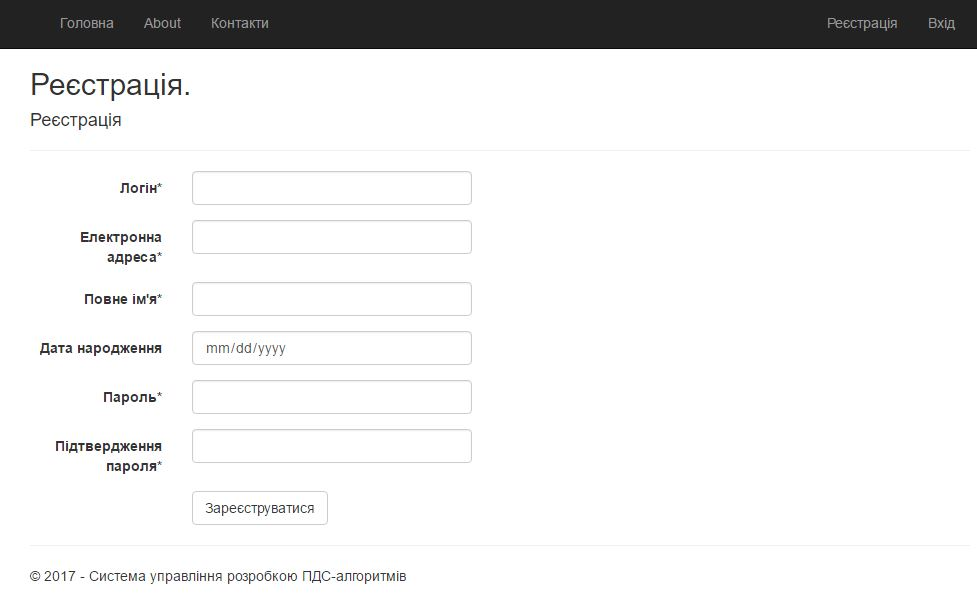 Головна About Контакти Реєстрація Вхід
Реєстрація.
Реєстрація
Логін*
Електронна
адреса*
Повне ім'я*
Дата народження mm/dd/yyyy
Пароль*
Підтвердження
пароля*
Зареєструватися
© 2017 - Система управління розробкою ПДС-алгоритмів